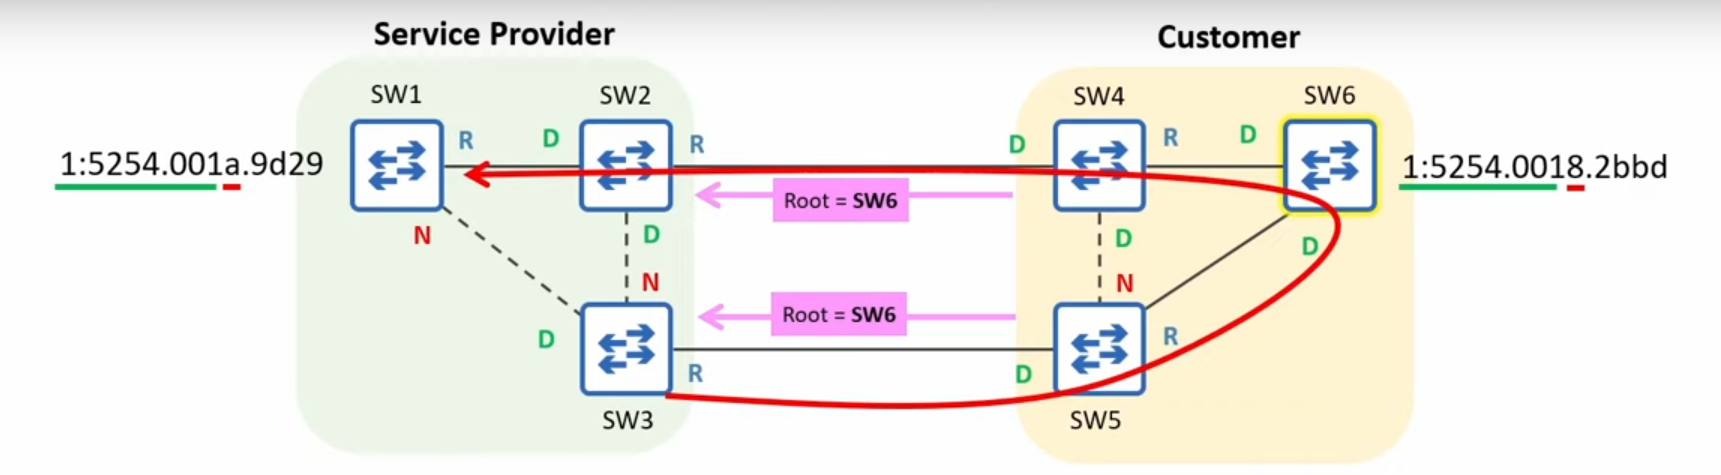 Service Provider
Customer
SW1
SW2
SW4
SW6
R
D
R
D
R
D
1:5254.001a.9d29
1:5254.0018.2bbd
Root = SW6
N
D
D
D
N
N
Root = SW6
D
R
R
D
SW3
SW5